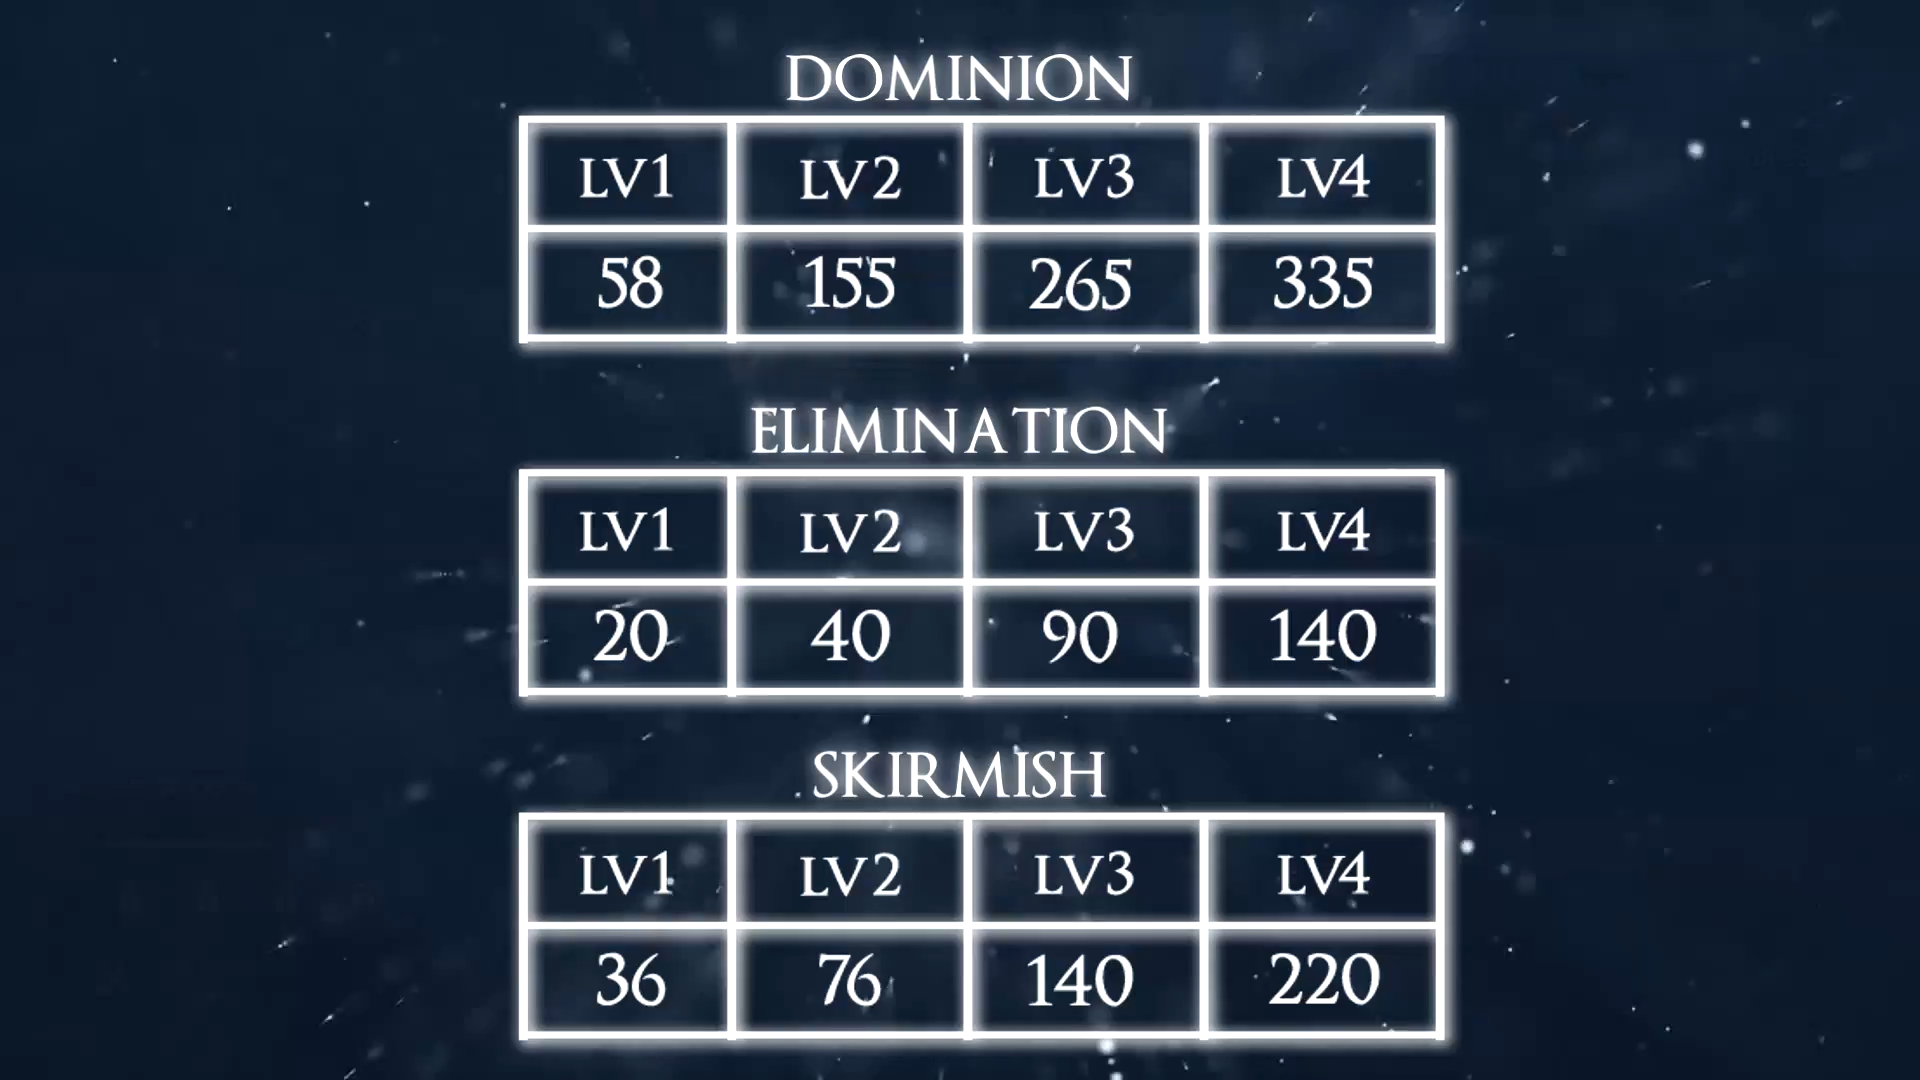 DOMINION
LV1 LV2 LV3 LV4
58 155 265 335
ELIMINATION
LV1 LV2 LV3 LV4
20 40 90 140
SKIRMISH
LV1 LV2 LV3 LV4
36 76 140 220